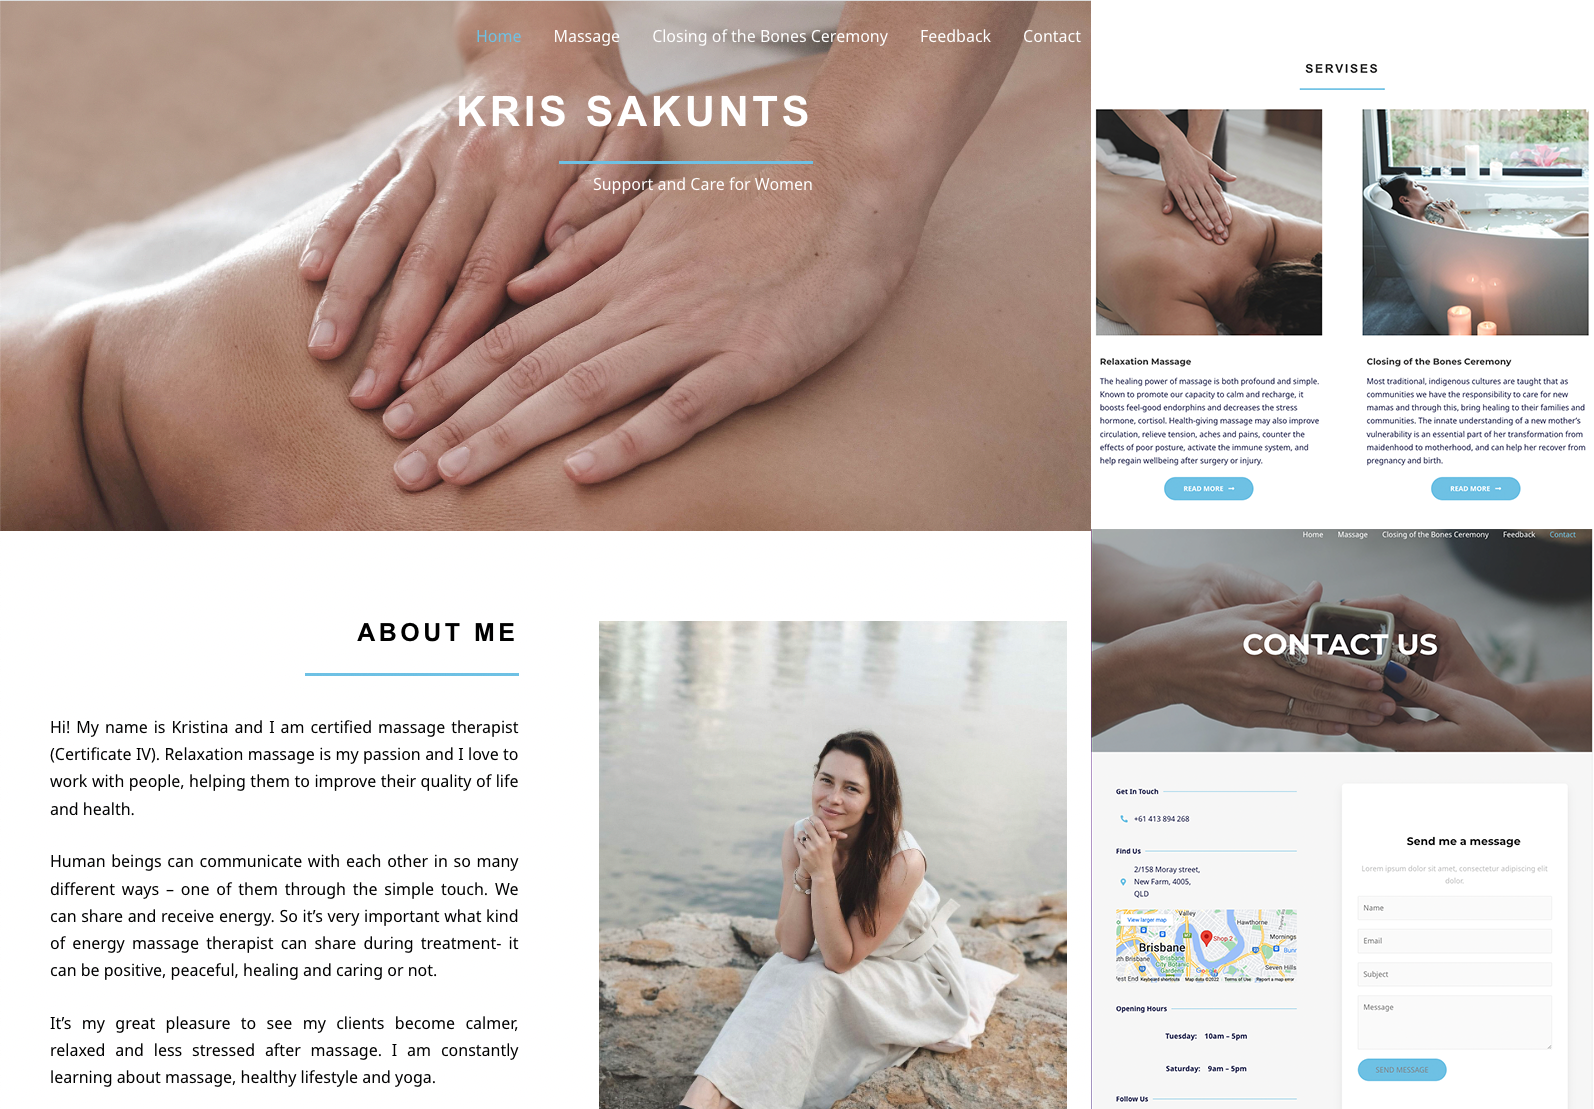 Home Massage Closing of the Bones Ceremony Feedback Contact
KRIS SAKUNTS
Support and Care for Women
ABOUT ME
Hi! My name is Kristina and I am certified massage therapist
(Certificate IV). Relaxation massage is my passion and I love to
work with people, helping them to improve their quality of life
and health.
Human beings can communicate with each other in so many
different ways – one of them through the simple touch. We
can share and receive energy. So it’s very important what kind
of energy massage therapist can share during treatment- it
can be positive, peaceful, healing and caring or not.
It’s my great pleasure to see my clients become calmer,
relaxed and less stressed after massage. I am constantly
learning about massage, healthy lifestyle and yoga.
SERVISES
Relaxation Massage
The healing power of massage is both profound and simple.
Known to promote our capacity to calm and recharge, it
boosts feel-good endorphins and decreases the stress
hormone, cortisol. Health-giving massage may also improve
circulation, relieve tension, aches and pains, counter the
effects of poor posture, activate the immune system, and
help regain wellbeing after surgery or injury.
READ MORE →
Closing of the Bones Ceremony
Most traditional, indigenous cultures are taught that as
communities we have the responsibility to care for new
mamas and through this, bring healing to their families and
communities. The innate understanding of a new mother’s
vulnerability is an essential part of her transformation from
maidenhood to motherhood, and can help her recover from
pregnancy and birth.
READ MORE →
Home Massage Closing of the Bones Ceremony Feedback Contact
CONTACT US
Get In Touch
+61 413 894 268
Find Us
2/158 Moray street,
New Farm, 4005,
QLD
View larger map
Valley
Hawthorne
Shop 2
Mornings
Brisbane
Buri
uth Brisbane
Brisbane
City Botanic
Gardens
Seven Hills
Google
Vest End
Keyboard shortcuts Map data ©2022 Terms of Use Report a map error
Opening Hours
Tuesday: 10am – 5pm
Saturday: 9am – 5pm
Follow Us
Send me a message
Lorem ipsum dolor sit amet, consectetur adipiscing elit
dolor.
Name
Email
Subject
Message
SEND MESSAGE